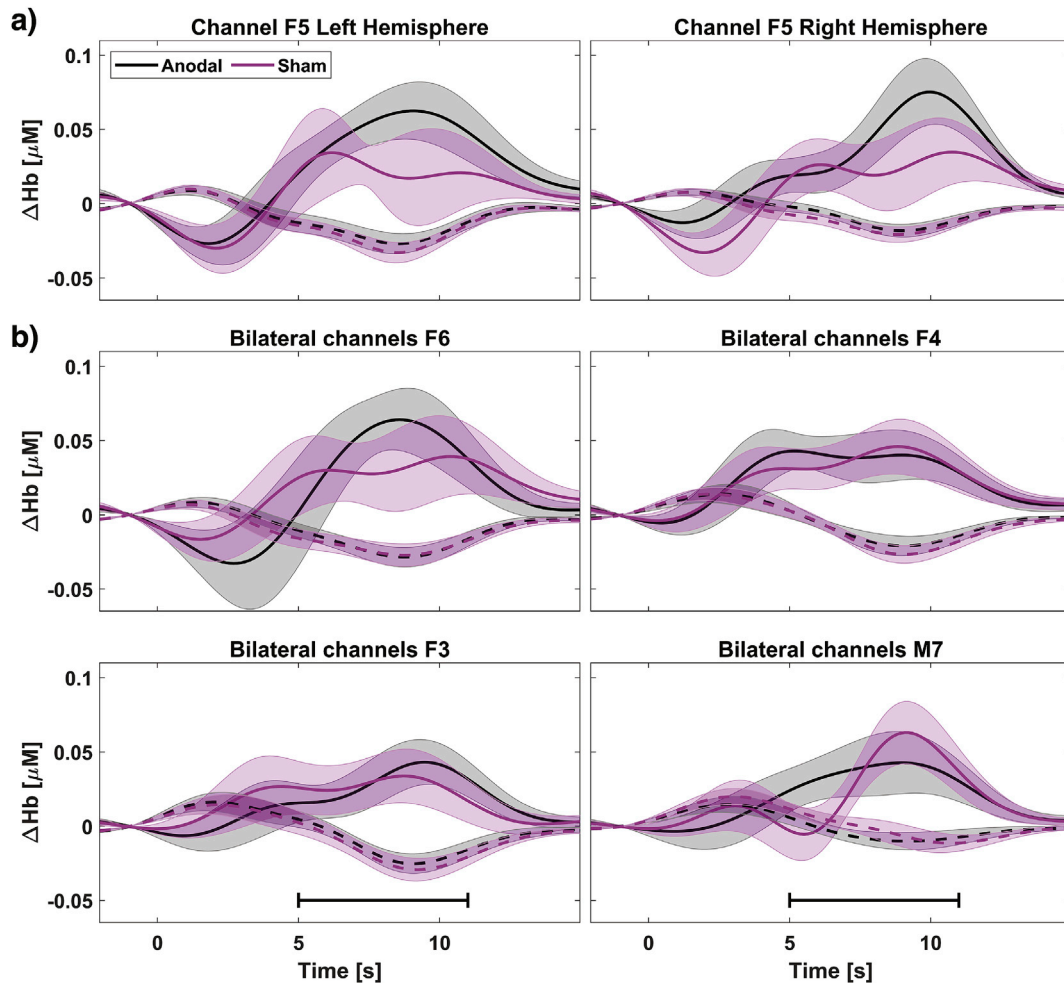 a)
Channel F5 Left Hemisphere
Channel F5 Right Hemisphere
Anodal
Sham
0.1
0.05
0
-0.05
ΔHb [μM]
b)
Bilateral channels F6
Bilateral channels F4
0.1
0.05
0
-0.05
ΔHb [μM]
Bilateral channels F3
Bilateral channels M7
0.1
0.05
0
-0.05
ΔHb [μM]
0 5 10
0 5 10
Time [s]
Time [s]